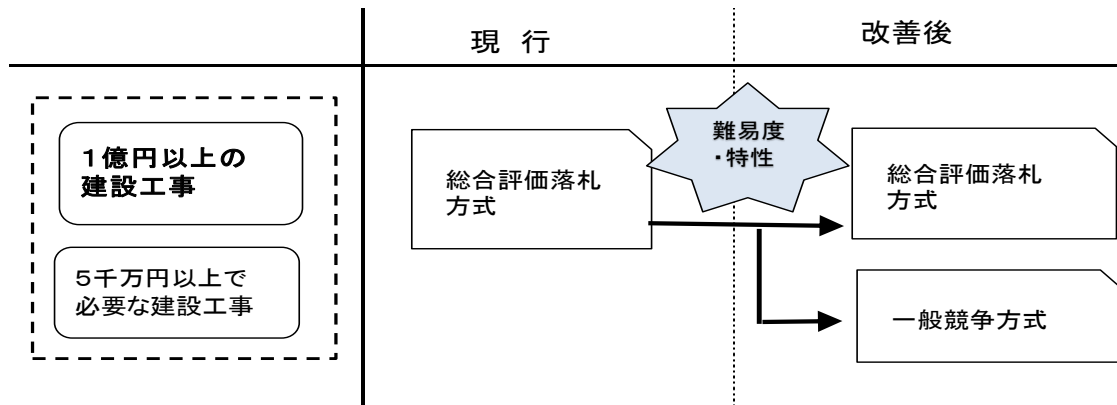 現 行
改善後
1億円以上の
建設工事
5千万円以上で
必要な建設工事
総合評価落札
方式
難易度
・特性
総合評価落札
方式
一般競争方式